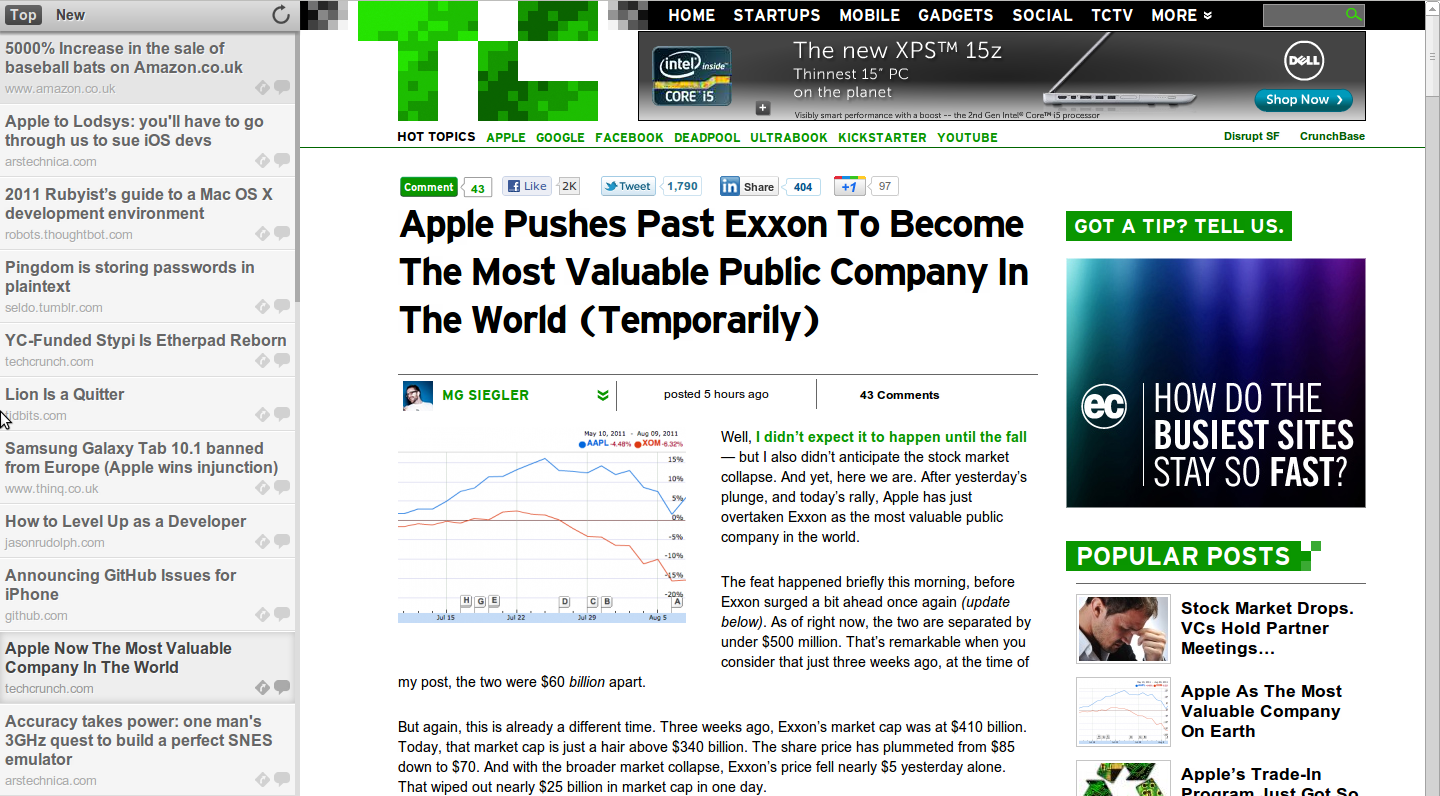 Top New
5000% Increase in the sale of
baseball bats on Amazon.co.uk
www.amazon.co.uk
Apple to Lodsys: you'll have to go
through us to sue iOS devs
arstechnica.com
2011 Rubyist's guide to a Mac OS X
development environment
robots.thoughtbot.com
Pingdom is storing passwords in
plaintext
seldo.tumblr.com
YC-Funded Stypi Is Etherpad Reborn
techcrunch.com
Lion Is a Quitter
tidbits.com
Samsung Galaxy Tab 10.1 banned
from Europe (Apple wins injunction)
www.thinq.co.uk
How to Level Up as a Developer
jasonrudolph.com
Announcing GitHub Issues for
iPhone
github.com
Apple Now The Most Valuable
Company In The World
techcrunch.com
Accuracy takes power: one man's
3GHz quest to build a perfect SNES
emulator
arstechnica.com
TC
HOME STARTUPS MOBILE GADGETS SOCIAL TCTV MORE
intel inside™
CORE™ i5
The new XPS™ 15z
Thinnest 15" PC
on the planet
Visibly smart performance with a boost -- the 2nd Gen Intel® Core™ i5 processor
DELL
Shop Now
HOT TOPICS APPLE GOOGLE FACEBOOK DEADPOOL ULTRABOOK KICKSTARTER YOUTUBE
Disrupt SF CrunchBase
Comment 43 Like 2K Tweet 1,790 in Share 404 +1 97
Apple Pushes Past Exxon To Become
The Most Valuable Public Company In
The World (Temporarily)
MG SIEGLER posted 5 hours ago 43 Comments
May 10, 2011 - Aug 09, 2011
AAPL -4.48% XOM -6.32%
15%
10%
5%
0%
-5%
-10%
-15%
-20%
H G E D C B A
Jul 15 Jul 22 Jul 29 Aug 5
Well, I didn't expect it to happen until the fall
— but I also didn't anticipate the stock market
collapse. And yet, here we are. After yesterday's
plunge, and today's rally, Apple has just
overtaken Exxon as the most valuable public
company in the world.
The feat happened briefly this morning, before
Exxon surged a bit ahead once again (update
below). As of right now, the two are separated by
under $500 million. That's remarkable when you
consider that just three weeks ago, at the time of
my post, the two were $60 billion apart.
But again, this is already a different time. Three weeks ago, Exxon's market cap was at $410 billion.
Today, that market cap is just a hair above $340 billion. The share price has plummeted from $85
down to $70. And with the broader market collapse, Exxon's price fell nearly $5 yesterday alone.
That wiped out nearly $25 billion in market cap in one day.
GOT A TIP? TELL US.
ec
HOW DO THE
BUSIEST SITES
STAY SO FAST?
POPULAR POSTS
Stock Market Drops.
VCs Hold Partner
Meetings…
Apple As The Most
Valuable Company
On Earth
Apple's Trade-In
Program Just Got So